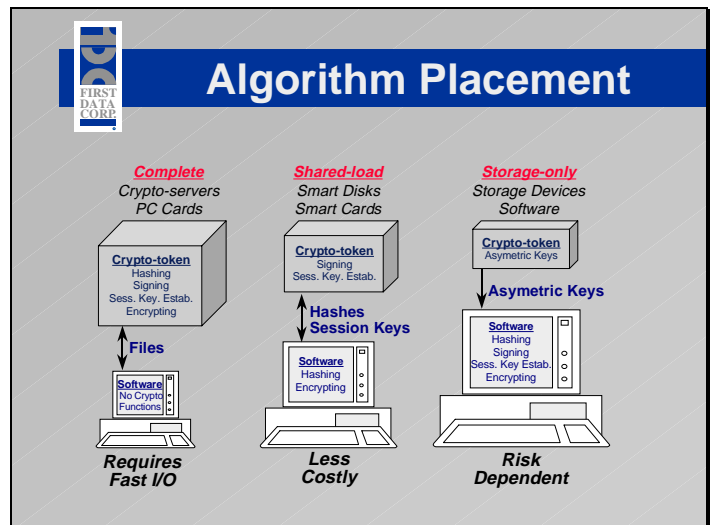 FIRST
DATA
CORP.
Algorithm Placement
Complete
Crypto-servers
PC Cards
Crypto-token
Hashing
Signing
Sess. Key. Estab.
Encrypting
Files
Software
No Crypto
Functions
Requires
Fast I/O
Shared-load
Smart Disks
Smart Cards
Crypto-token
Signing
Sess. Key. Estab.
Hashes
Session Keys
Software
Hashing
Encrypting
Less
Costly
Storage-only
Storage Devices
Software
Crypto-token
Asymetric Keys
Asymetric Keys
Software
Hashing
Signing
Sess. Key Estab.
Encrypting
Risk
Dependent